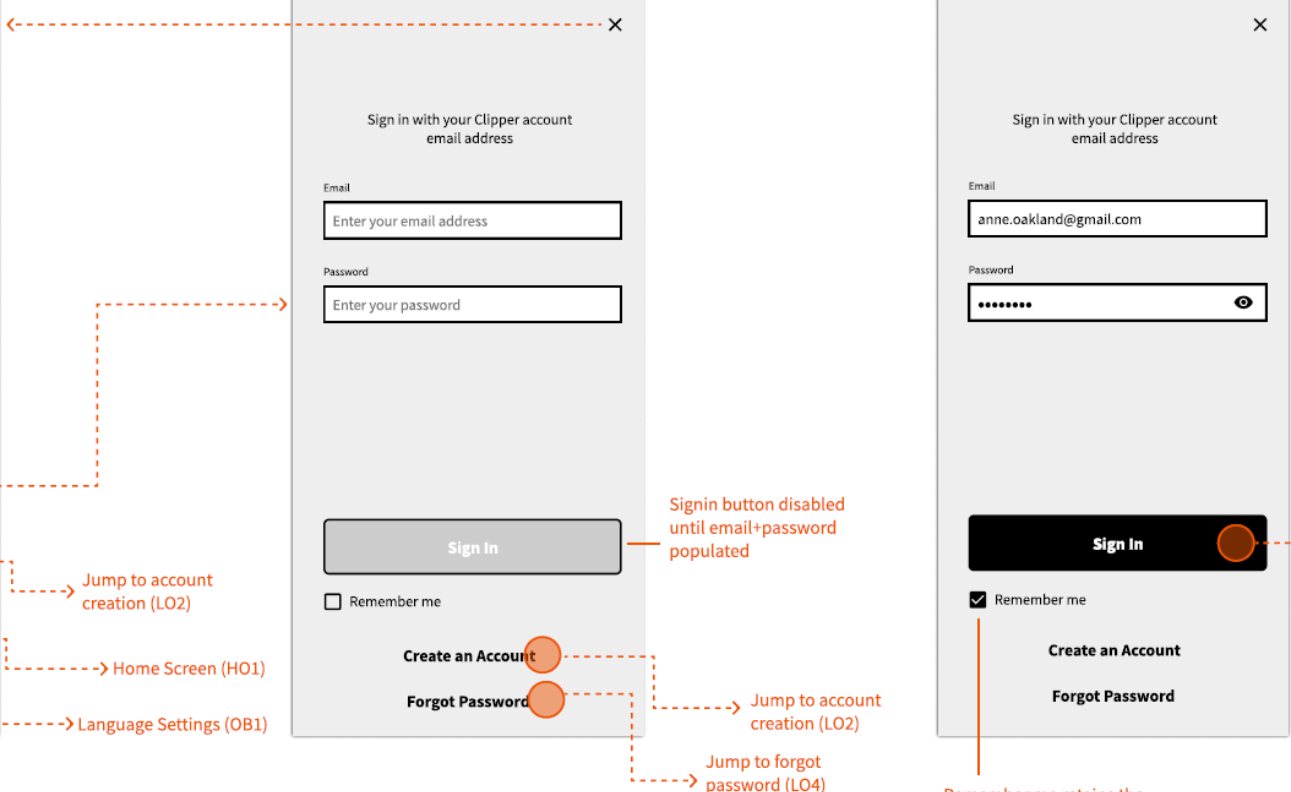 Sign in with your Clipper account
email address
Email
Enter your email address
Password
Enter your password
Sign In
Remember me
Create an Account
Forgot Password
Signin button disabled
until email+password
populated
Jump to account
creation (LO2)
Home Screen (HO1)
Language Settings (OB1)
Jump to account
creation (LO2)
Jump to forgot
password (LO4)
Sign in with your Clipper account
email address
Email
anne.oakland@gmail.com
Password
••••••••
Sign In
Remember me
Create an Account
Forgot Password
Remember me retains the